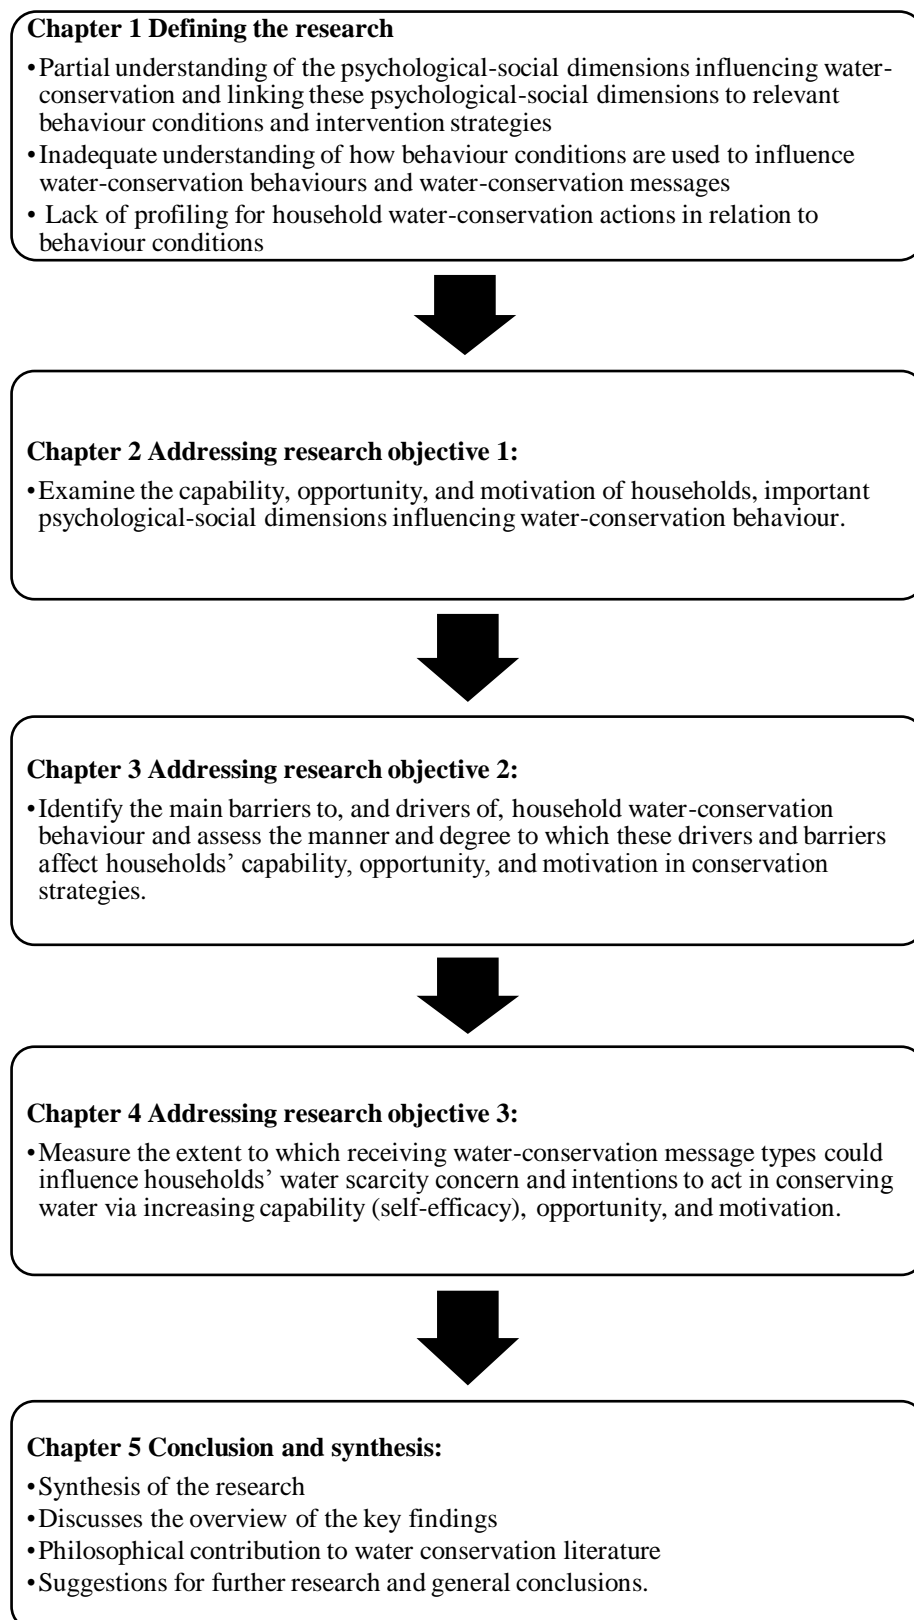 Chapter 1 Defining the research
•Partial understanding of the psychological-social dimensions influencing water-
conservation and linking these psychological-social dimensions to relevant
behaviour conditions and intervention strategies
•Inadequate understanding of how behaviour conditions are used to influence
water-conservation behaviours and water-conservation messages
• Lack of profiling for household water-conservation actions in relation to
behaviour conditions
Chapter 2 Addressing research objective 1:
•Examine the capability, opportunity, and motivation of households, important
psychological-social dimensions influencing water-conservation behaviour.
Chapter 3 Addressing research objective 2:
•Identify the main barriers to, and drivers of, household water-conservation
behaviour and assess the manner and degree to which these drivers and barriers
affect households’ capability, opportunity, and motivation in conservation
strategies.
Chapter 4 Addressing research objective 3:
•Measure the extent to which receiving water-conservation message types could
influence households’ water scarcity concern and intentions to act in conserving
water via increasing capability (self-efficacy), opportunity, and motivation.
Chapter 5 Conclusion and synthesis:
•Synthesis of the research
•Discusses the overview of the key findings
•Philosophical contribution to water conservation literature
•Suggestions for further research and general conclusions.